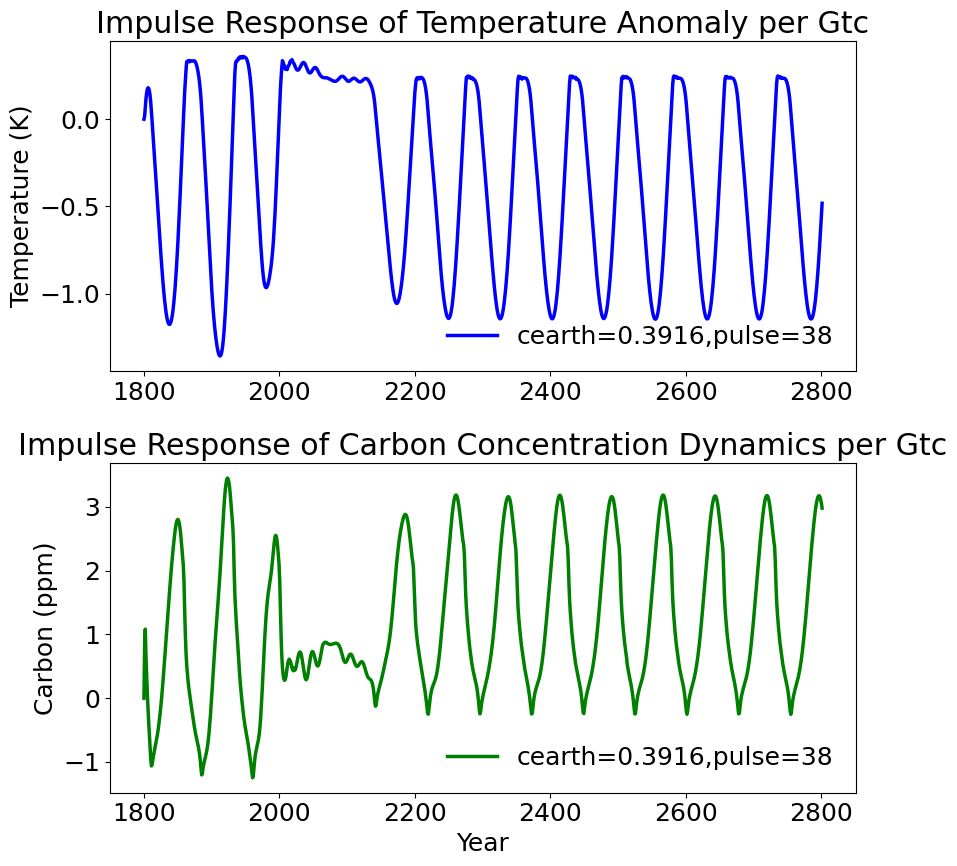 Impulse Response of Temperature Anomaly per Gtc
Temperature (K)
0.0
−0.5
−1.0
cearth=0.3916,pulse=38
1800 2000 2200 2400 2600 2800
Impulse Response of Carbon Concentration Dynamics per Gtc
Carbon (ppm)
3
2
1
0
−1
cearth=0.3916,pulse=38
1800 2000 2200 2400 2600 2800
Year